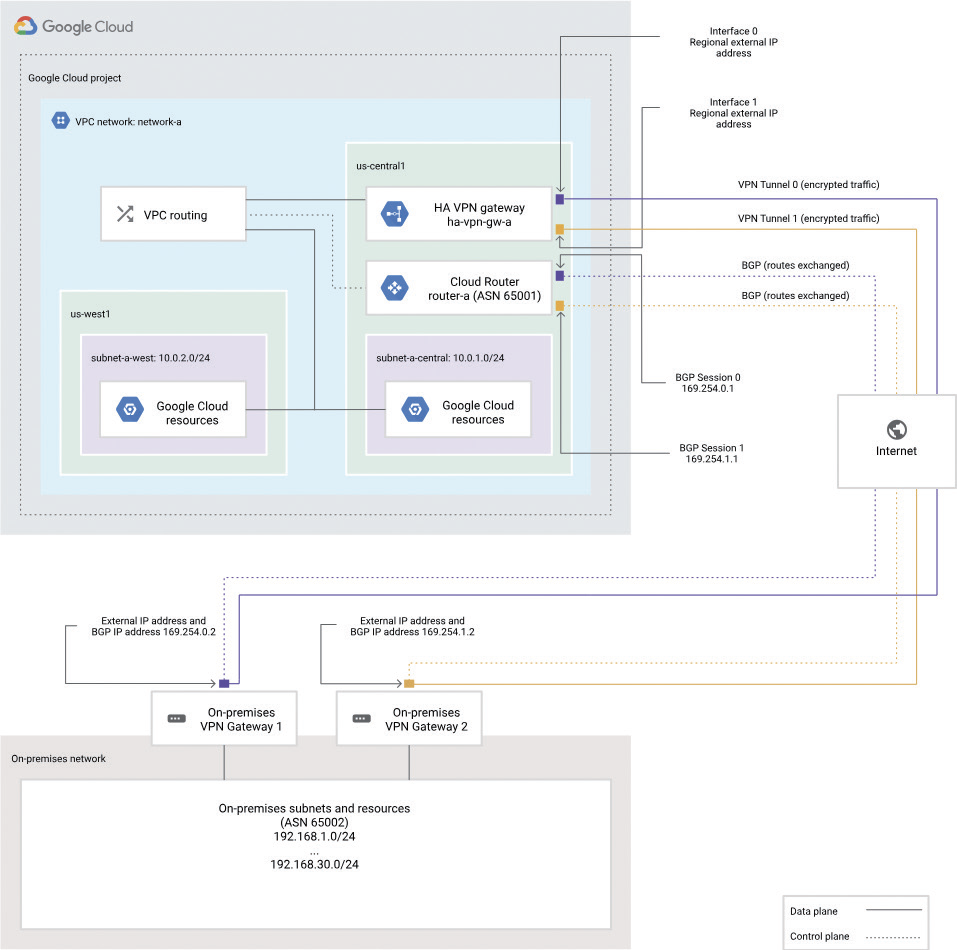 Google Cloud
Google Cloud project
VPC network: network-a
Interface 0
Regional external IP
address
Interface 1
Regional external IP
address
us-central1
VPC routing
HA VPN gateway
ha-vpn-gw-a
VPN Tunnel 0 (encrypted traffic)
VPN Tunnel 1 (encrypted traffic)
Cloud Router
router-a (ASN 65001)
BGP (routes exchanged)
BGP (routes exchanged)
us-west1
subnet-a-west: 10.0.2.0/24
Google Cloud
resources
subnet-a-central: 10.0.1.0/24
Google Cloud
resources
BGP Session 0
169.254.0.1
BGP Session 1
169.254.1.1
Internet
External IP address and
BGP IP address 169.254.0.2
External IP address and
BGP IP address 169.254.1.2
On-premises
VPN Gateway 1
On-premises
VPN Gateway 2
On-premises network
On-premises subnets and resources
(ASN 65002)
192.168.1.0/24
...
192.168.30.0/24
Data plane
Control plane